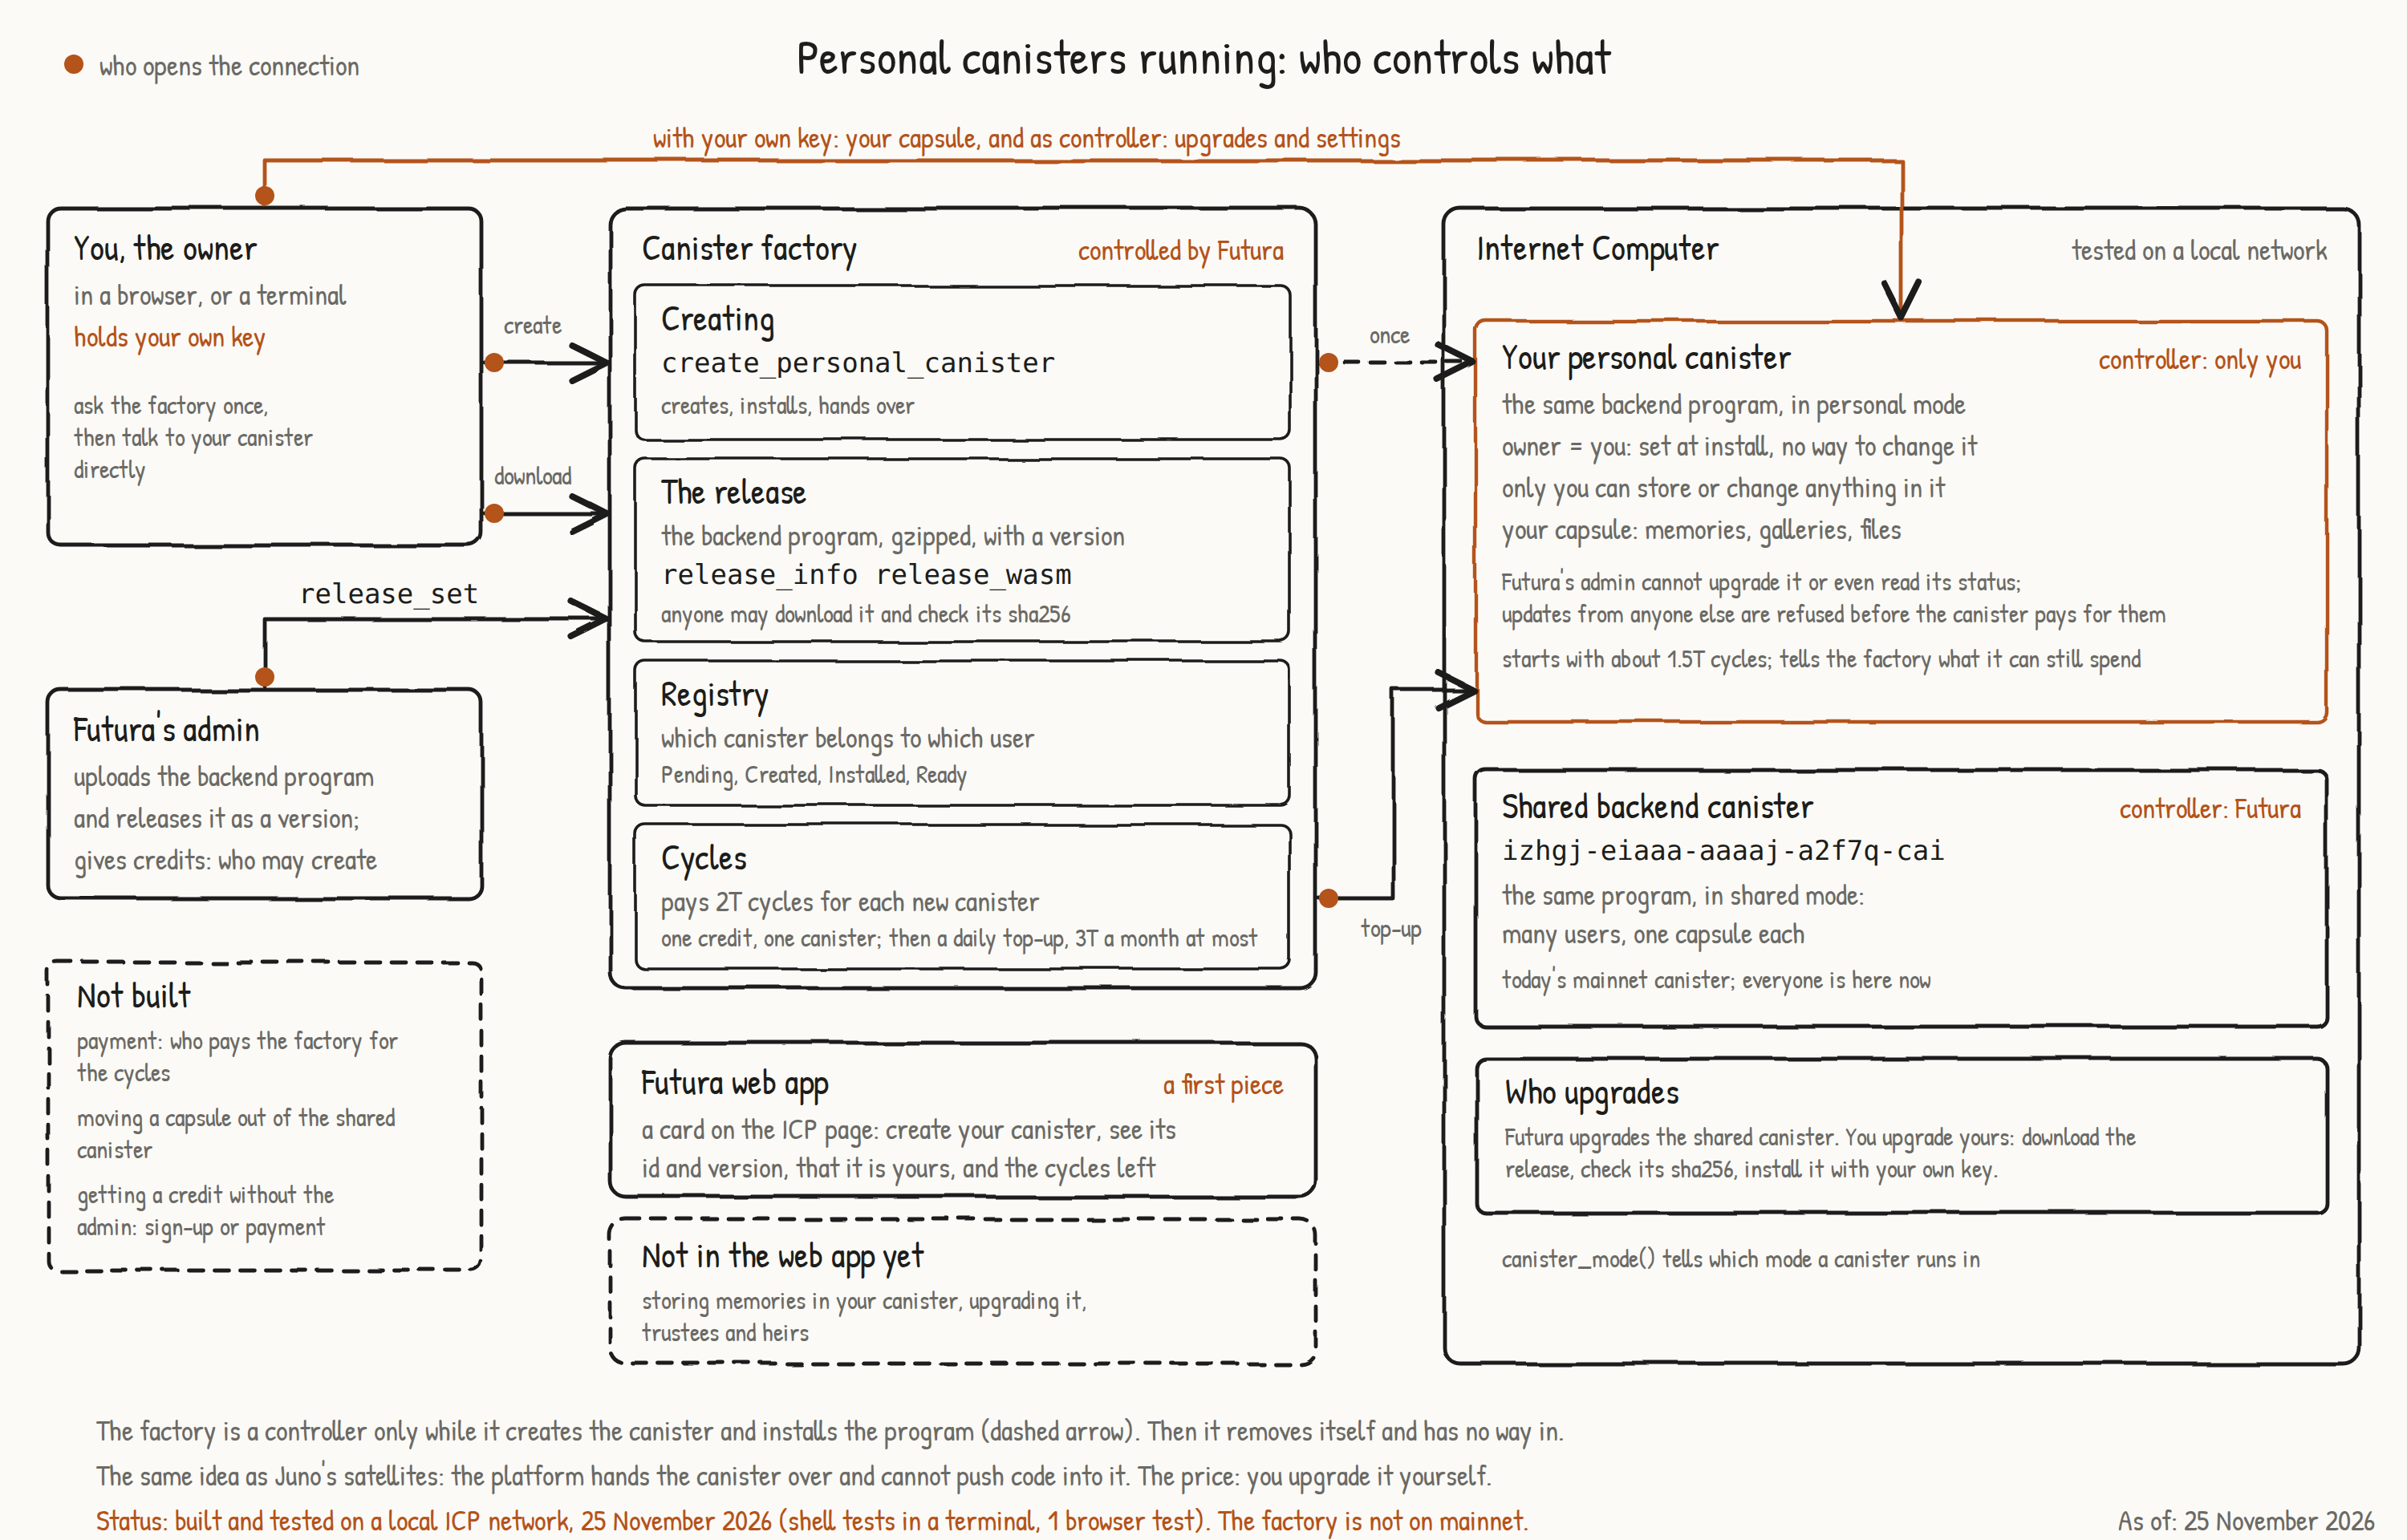 who opens the connection
Personal canisters running: who controls what
with your own key: your capsule, and as controller: upgrades and settings
You, the owner
in a browser, or a terminal
holds your own key
ask the factory once,
then talk to your canister
directly
create
download
release_set
Futura's admin
uploads the backend program
and releases it as a version;
gives credits: who may create
Not built
payment: who pays the factory for
the cycles
moving a capsule out of the shared
canister
getting a credit without the
admin: sign-up or payment
Canister factory
controlled by Futura
Creating
create_personal_canister
creates, installs, hands over
The release
the backend program, gzipped, with a version
release_info release_wasm
anyone may download it and check its sha256
Registry
which canister belongs to which user
Pending, Created, Installed, Ready
Cycles
pays 2T cycles for each new canister
one credit, one canister; then a daily top-up, 3T a month at most
Futura web app
a first piece
a card on the ICP page: create your canister, see its
id and version, that it is yours, and the cycles left
Not in the web app yet
storing memories in your canister, upgrading it,
trustees and heirs
once
top-up
Internet Computer
tested on a local network
Your personal canister
controller: only you
the same backend program, in personal mode
owner = you: set at install, no way to change it
only you can store or change anything in it
your capsule: memories, galleries, files
Futura's admin cannot upgrade it or even read its status;
updates from anyone else are refused before the canister pays for them
starts with about 1.5T cycles; tells the factory what it can still spend
Shared backend canister
controller: Futura
izhgj-eiaaa-aaaaj-a2f7q-cai
the same program, in shared mode:
many users, one capsule each
today's mainnet canister; everyone is here now
Who upgrades
Futura upgrades the shared canister. You upgrade yours: download the
release, check its sha256, install it with your own key.
canister_mode() tells which mode a canister runs in
The factory is a controller only while it creates the canister and installs the program (dashed arrow). Then it removes itself and has no way in.
The same idea as Juno's satellites: the platform hands the canister over and cannot push code into it. The price: you upgrade it yourself.
Status: built and tested on a local ICP network, 25 November 2026 (shell tests in a terminal, 1 browser test). The factory is not on mainnet.
As of: 25 November 2026